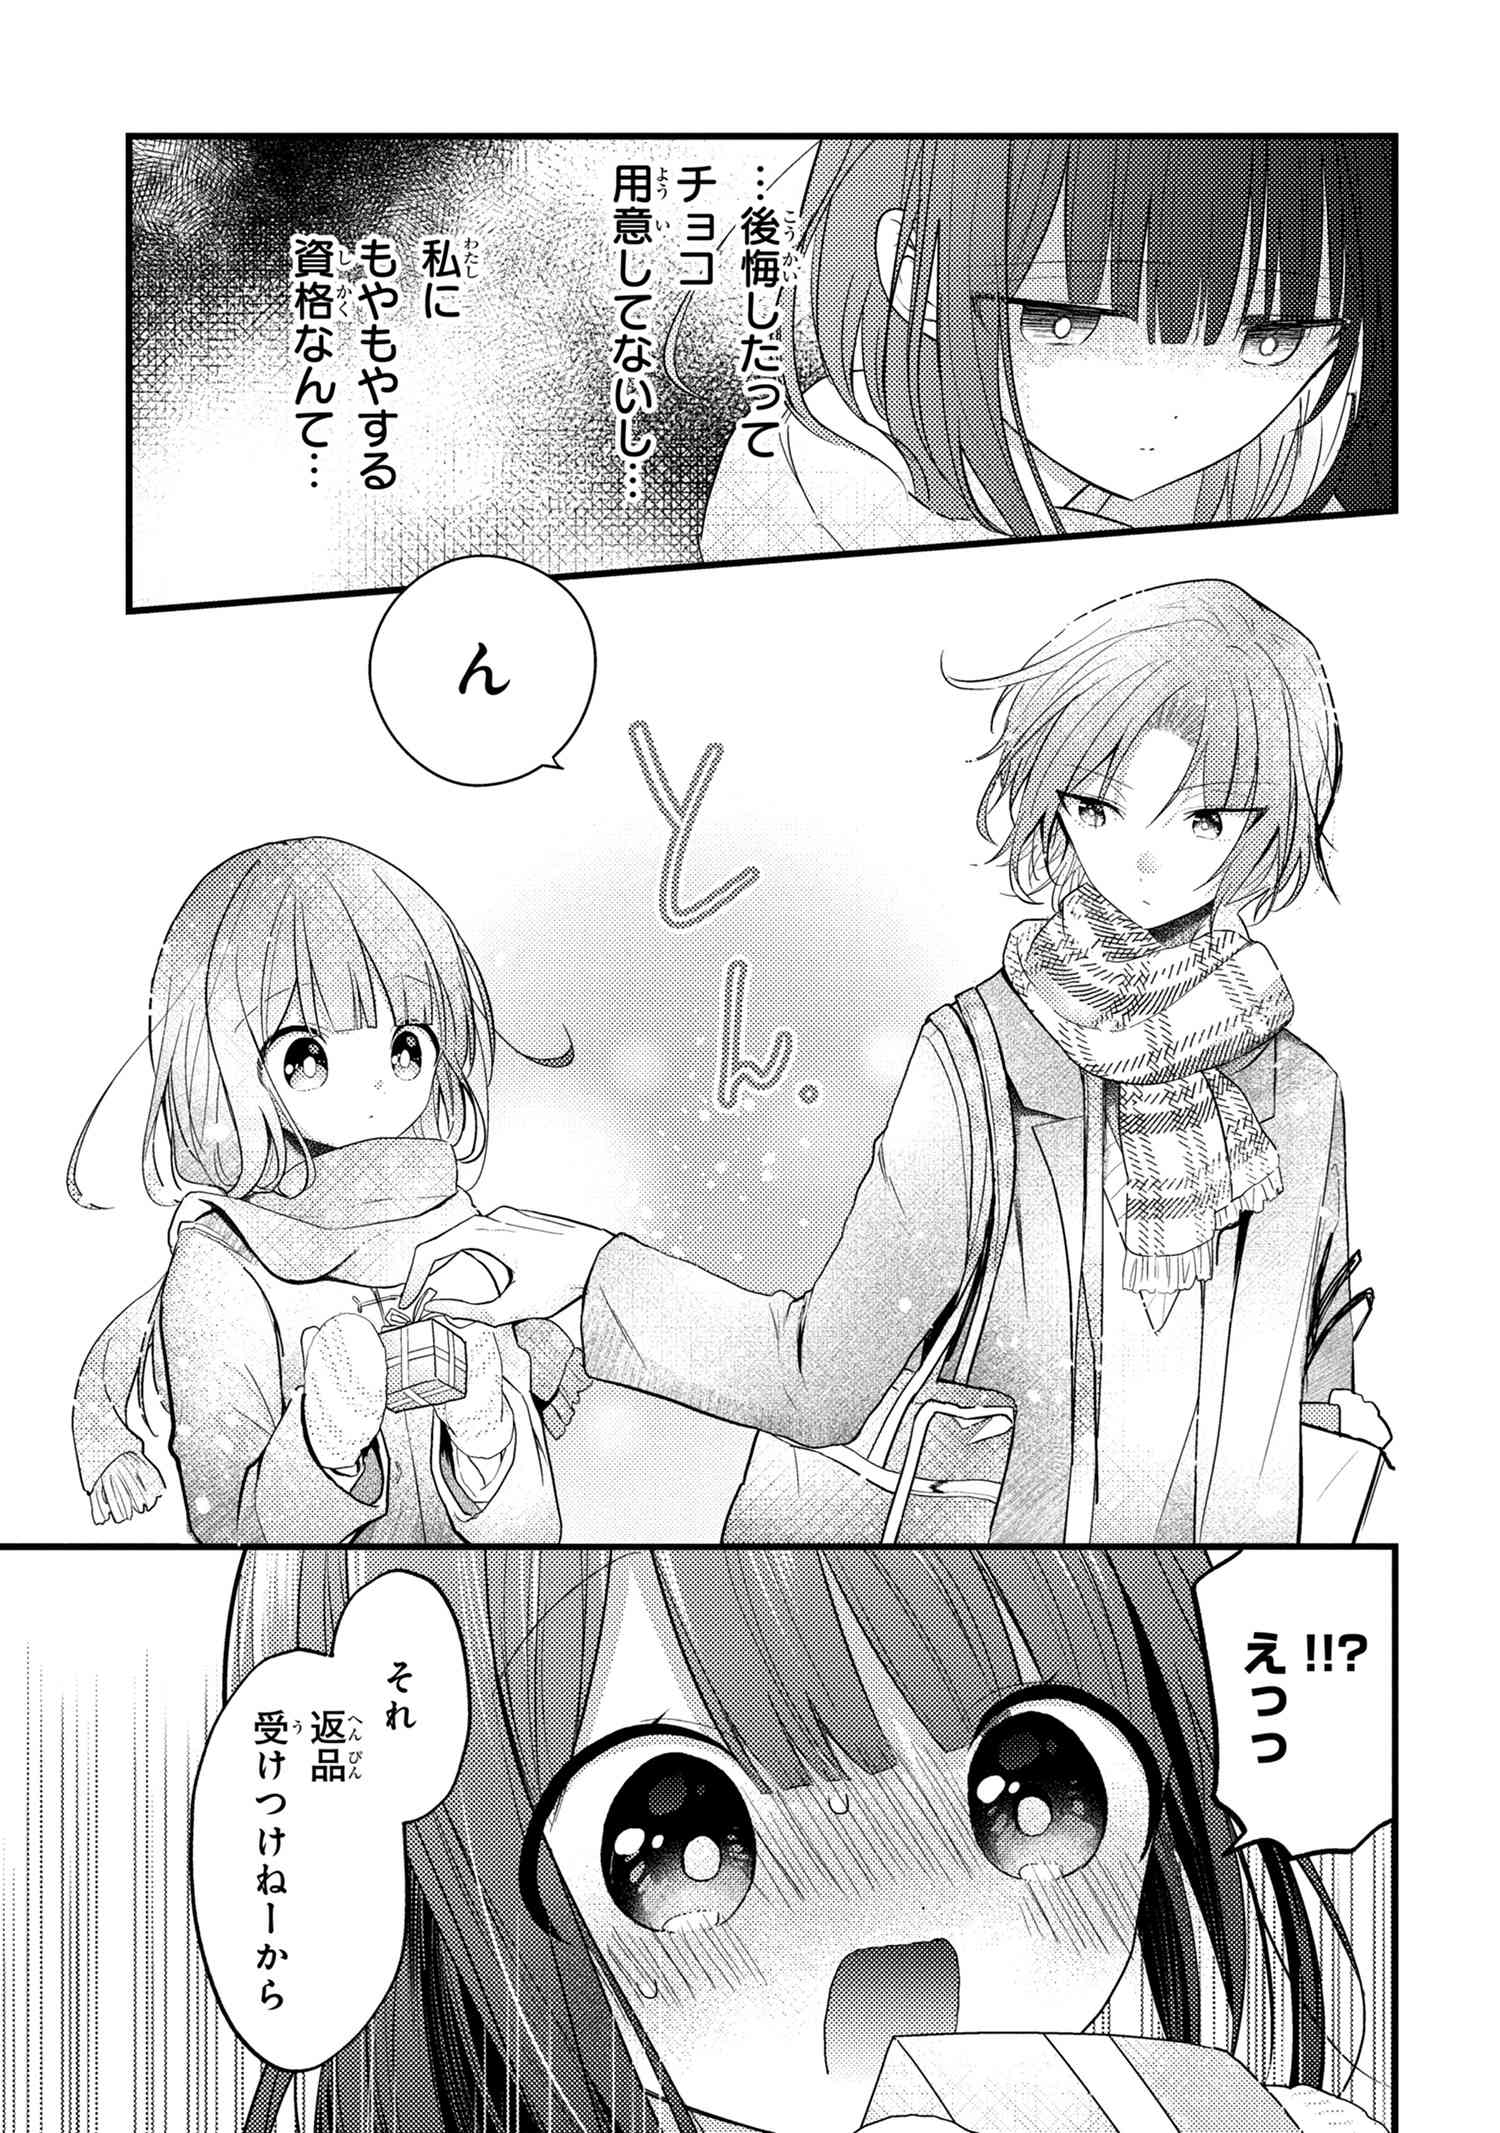 …後悔したって
チョコ
用意してないし…
私に
もやもやする
資格なんて…
ん
とん.
えっっ
!!?
それ
返品
受けつけねーから